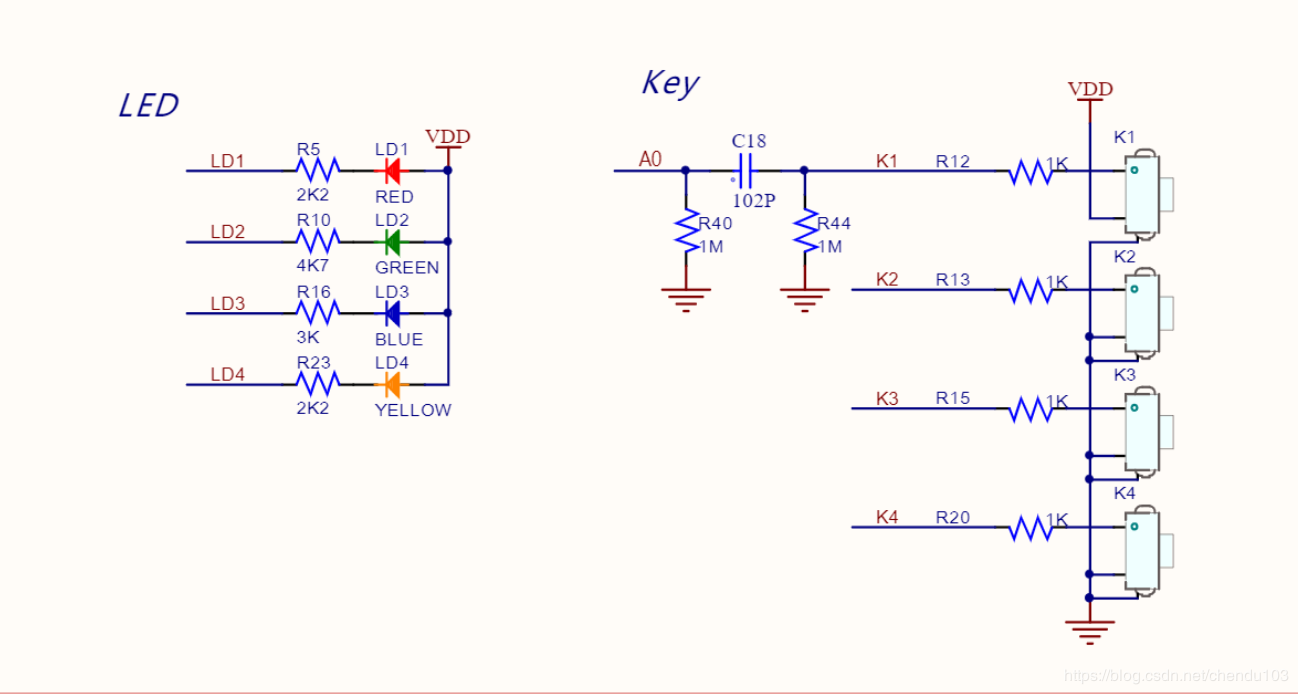 LED
VDD
LD1 R5 2K2 LD1 RED
LD2 R10 4K7 LD2 GREEN
LD3 R16 3K LD3 BLUE
LD4 R23 2K2 LD4 YELLOW
Key
VDD
A0 C18 102P K1 R12 1K K1
R40 1M
R44 1M
K2 R13 1K K2
K3 R15 1K K3
K4 R20 1K K4
https://blog.csdn.net/chendu103